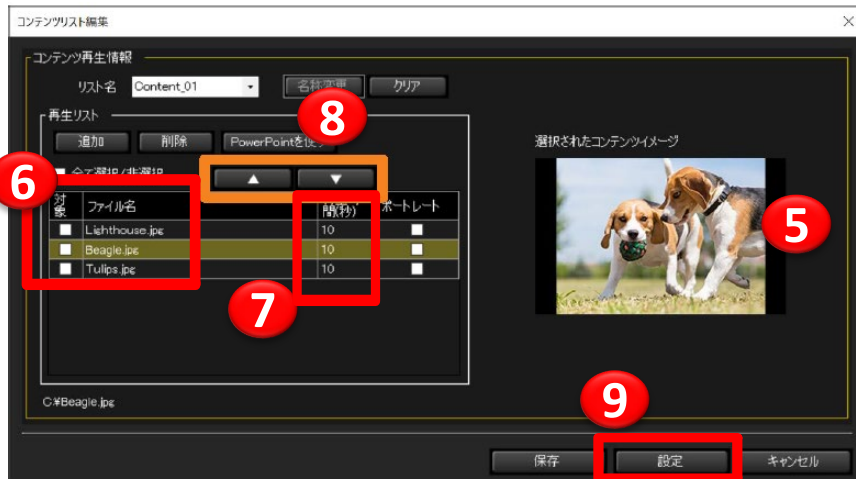 コンテンツリスト編集
コンテンツ再生情報
リスト名 Content_01 名称変更 クリア
8
再生リスト
追加 削除 PowerPointを使
選択されたコンテンツイメージ
6
全て選択/非選択 ▲ ▼
対象 ファイル名 間(秒) ポートレート
5
Lighthouse.jpg 10
Beagle.jpg 10
Tulips.jpg 10
7
C:¥Beagle.jpg
9
保存 設定 キャンセル